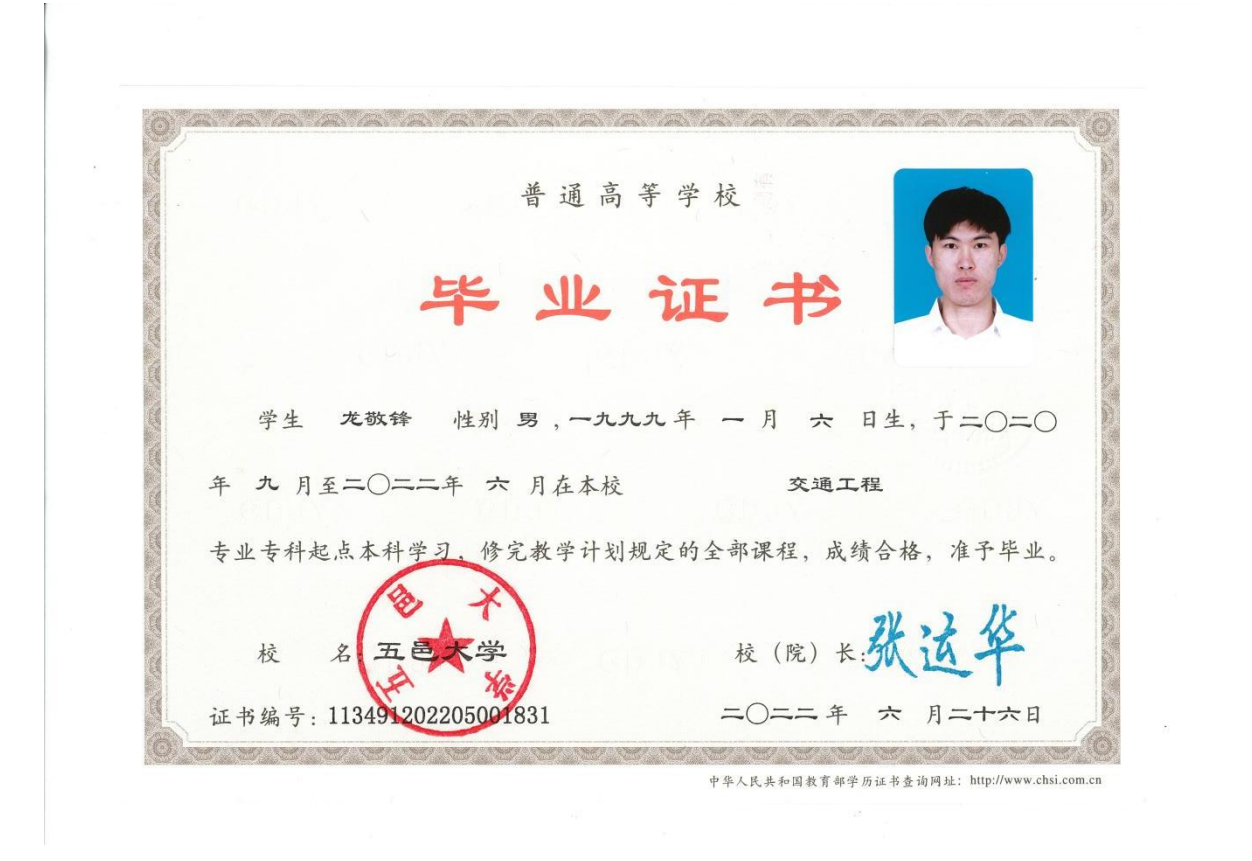 普通高等学校
毕业证书
学生 龙敬锋 性别 男 , 一九九九 年 一 月 六 日生, 于二〇二〇
年 九 月至二〇二二年 六 月在本校 交通工程
专业专科起点本科学习, 修完教学计划规定的全部课程, 成绩合格, 准予毕业。
校 名: 五邑大学 校（院）长: 张运华
五邑大学
证书编号: 113491202205001831 二〇二二 年 六 月二十六日
中华人民共和国教育部学历证书查询网址: http://www.chsi.com.cn